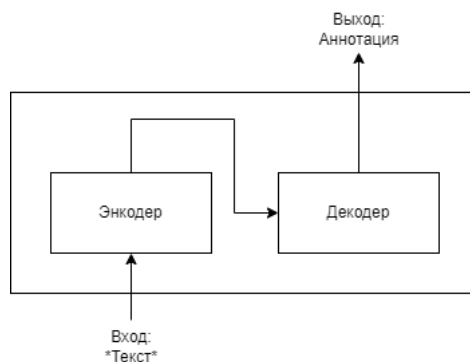 Выход:
Аннотация
Энкодер
Декодер
Вход:
*Текст*